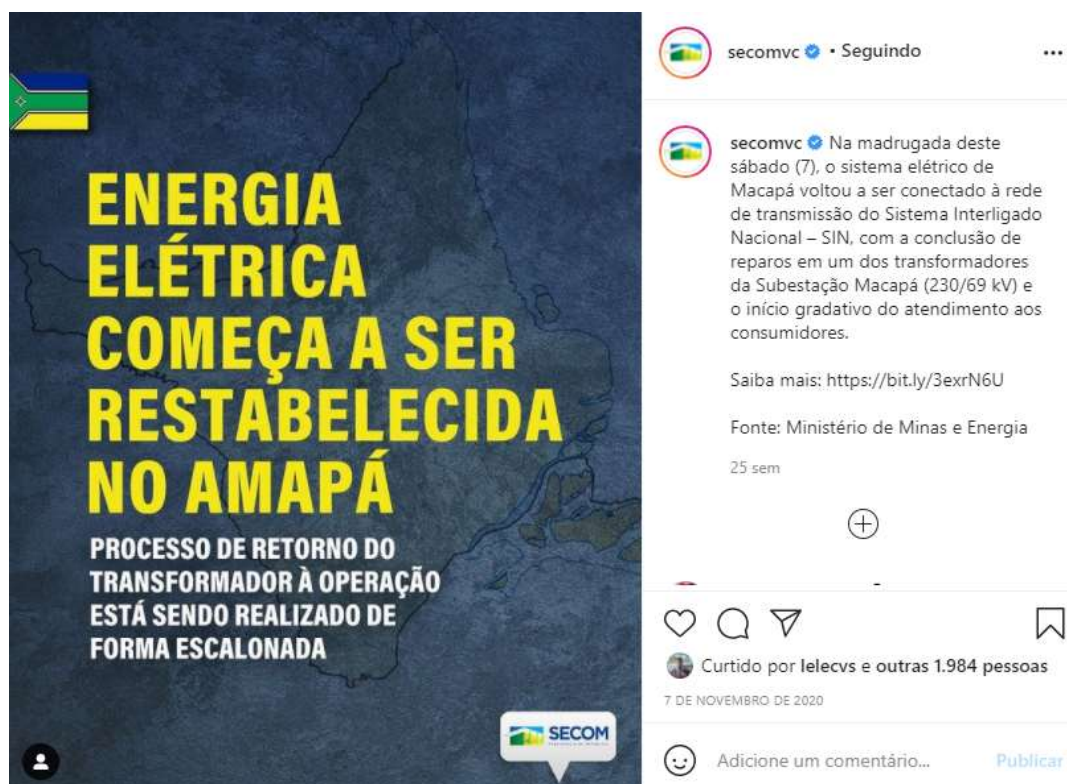 ENERGIA
ELÉTRICA
COMEÇA A SER
RESTABELECIDA
NO AMAPÁ
PROCESSO DE RETORNO DO
TRANSFORMADOR À OPERAÇÃO
ESTÁ SENDO REALIZADO DE
FORMA ESCALONADA
SECOM
secomvc • Seguindo
secomvc Na madrugada deste
sábado (7), o sistema elétrico de
Macapá voltou a ser conectado à rede
de transmissão do Sistema Interligado
Nacional – SIN, com a conclusão de
reparos em um dos transformadores
da Subestação Macapá (230/69 kV) e
o início gradativo do atendimento aos
consumidores.
Saiba mais: https://bit.ly/3exrN6U
Fonte: Ministério de Minas e Energia
25 sem
Curtido por lelecvs e outras 1.984 pessoas
7 DE NOVEMBRO DE 2020
Adicione um comentário... Publicar